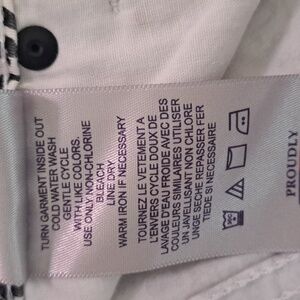 TURN GARMENT INSIDE OUT
COLD WATER WASH
GENTLE CYCLE
WITH LIKE COLORS.
USE ONLY NON-CHLORINE
BLEACH
LINE DRY
WARM IRON IF NECESSARY
TOURNEZ LE VETEMENT A
L'ENVERS CYCLE DOUX DE
LAVAGE D'EAU FROIDE AVEC DES
COULEURS SIMILAIRES UTILISER
UN JAVELLISANT NON CHLORE
UNGE SECHE REPASSER FER
TIEDE SI NECESSAIRE
PROUDLY